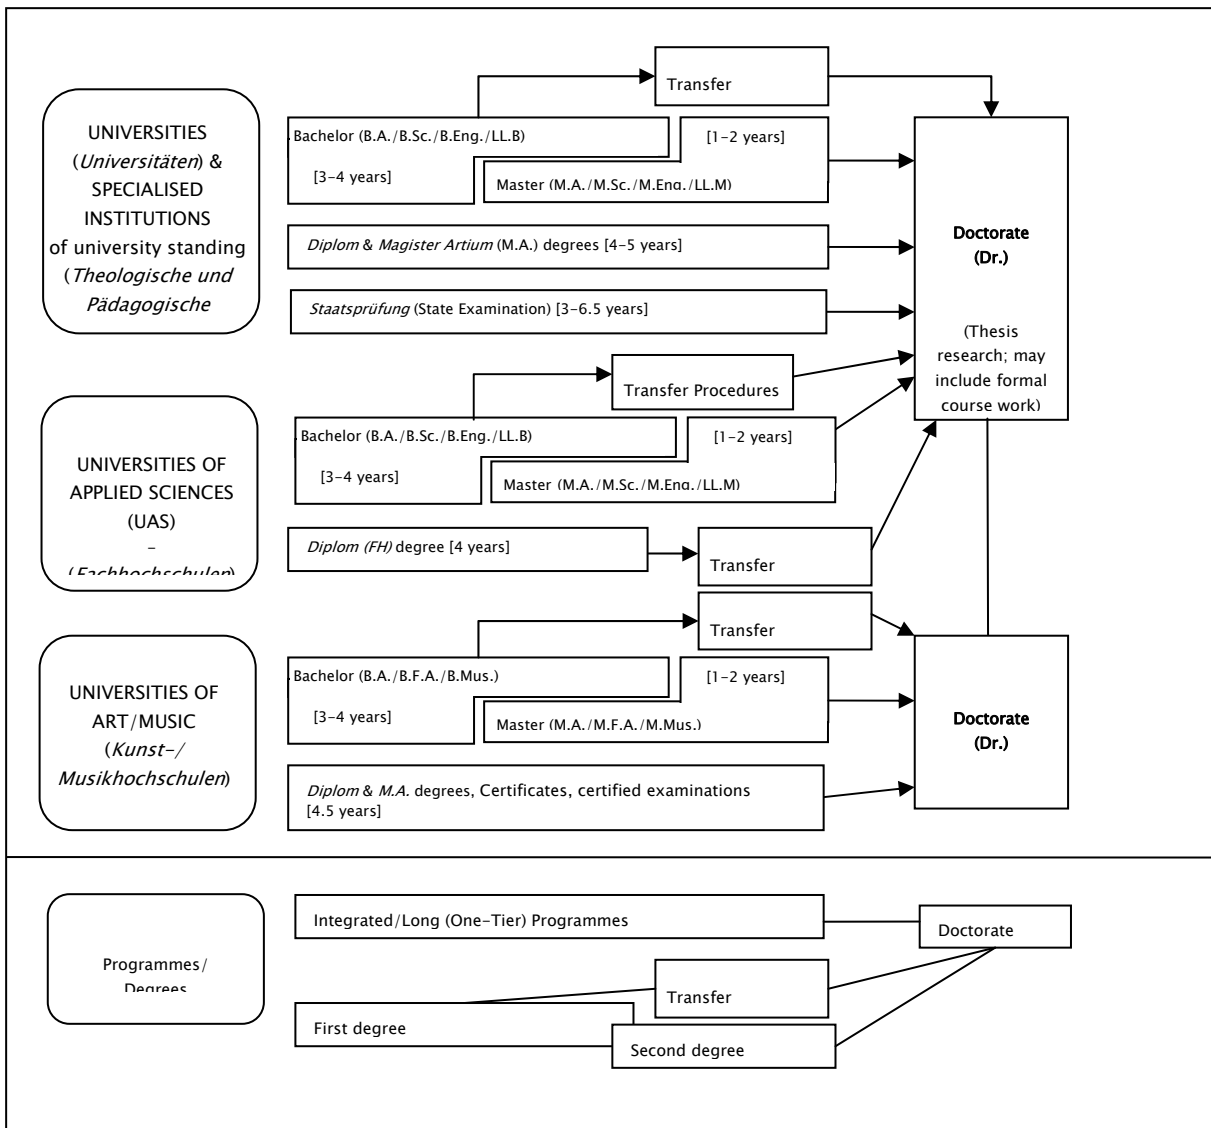 Transfer
UNIVERSITIES
(Universitäten) &
SPECIALISED
INSTITUTIONS
of university standing
(Theologische und
Pädagogische
Bachelor (B.A./B.Sc./B.Eng./LL.B)
[3-4 years]
[1-2 years]
Master (M.A./M.Sc./M.Eng./LL.M)
Diplom & Magister Artium (M.A.) degrees [4-5 years]
Staatsprüfung (State Examination) [3-6.5 years]
Doctorate
(Dr.)
(Thesis
research; may
include formal
course work)
UNIVERSITIES OF
APPLIED SCIENCES
(UAS)
–
(Fachhochschulen)
Transfer Procedures
Bachelor (B.A./B.Sc./B.Eng./LL.B)
[3-4 years]
[1-2 years]
Master (M.A./M.Sc./M.Eng./LL.M)
Diplom (FH) degree [4 years]
Transfer
UNIVERSITIES OF
ART/MUSIC
(Kunst-/
Musikhochschulen)
Transfer
Bachelor (B.A./B.F.A./B.Mus.)
[3-4 years]
[1-2 years]
Master (M.A./M.F.A./M.Mus.)
Diplom & M.A. degrees, Certificates, certified examinations
[4.5 years]
Doctorate
(Dr.)
Programmes/
Degrees
Integrated/Long (One-Tier) Programmes
Doctorate
Transfer
First degree
Second degree